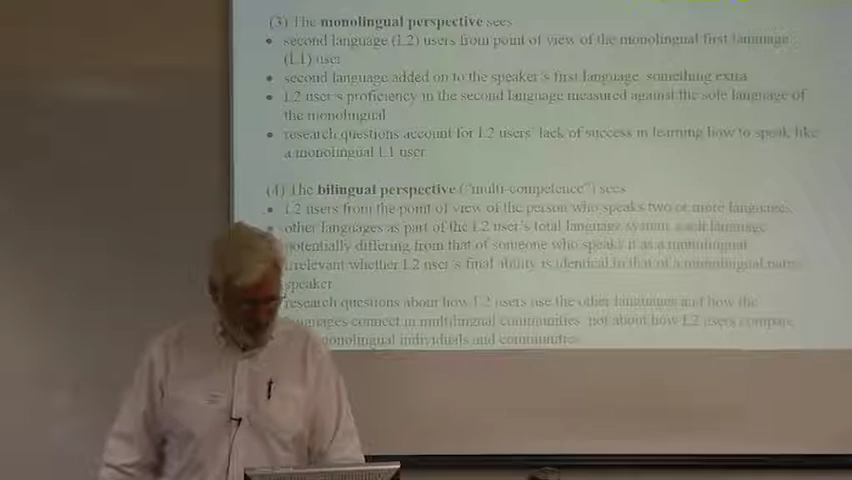 (3) The monolingual perspective sees
• second language (L2) users from point of view of the monolingual first language
(L1) user
• second language added on to the speaker's first language, something extra
• L2 user's proficiency in the second language measured against the sole language of
the monolingual
• research questions account for L2 users' lack of success in learning how to speak like
a monolingual L1 user
(4) The bilingual perspective ("multi-competence") sees
• L2 users from the point of view of the person who speaks two or more languages
• other languages as part of the L2 user's total language system, each language
potentially differing from that of someone who speaks it as a monolingual
irrelevant whether L2 user's final ability is identical to that of a monolingual native
speaker
research questions about how L2 users use the other languages and how the
languages connect in multilingual communities, not about how L2 users compare
monolingual individuals and communities